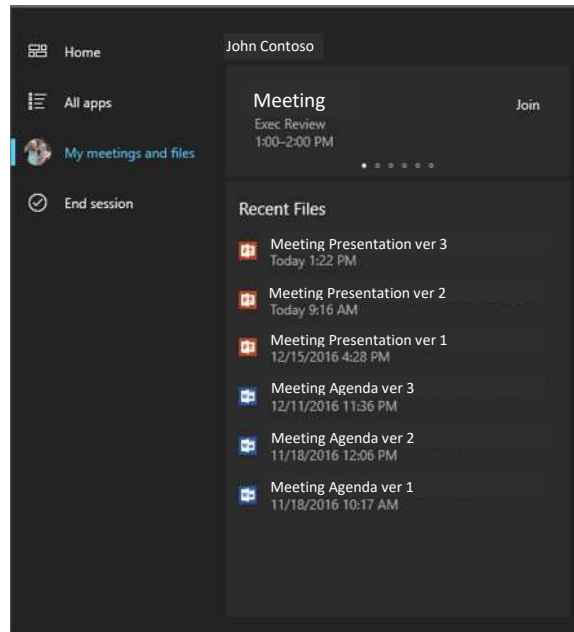 Home
All apps
My meetings and files
End session
John Contoso
Meeting
Join
Exec Review
1:00–2:00 PM
Recent Files
Meeting Presentation ver 3
Today 1:22 PM
Meeting Presentation ver 2
Today 9:16 AM
Meeting Presentation ver 1
12/15/2016 4:28 PM
Meeting Agenda ver 3
12/11/2016 11:36 PM
Meeting Agenda ver 2
11/18/2016 12:06 PM
Meeting Agenda ver 1
11/18/2016 10:17 AM